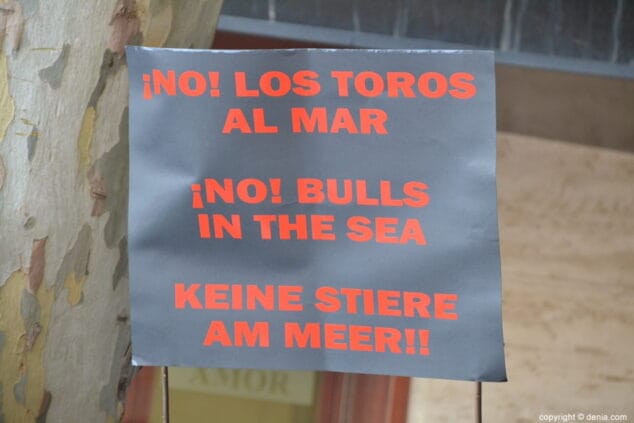 ¡NO! LOS TOROS
AL MAR
¡NO! BULLS
IN THE SEA
KEINE STIERE
AM MEER!!
AMOR
copyright © denia.com